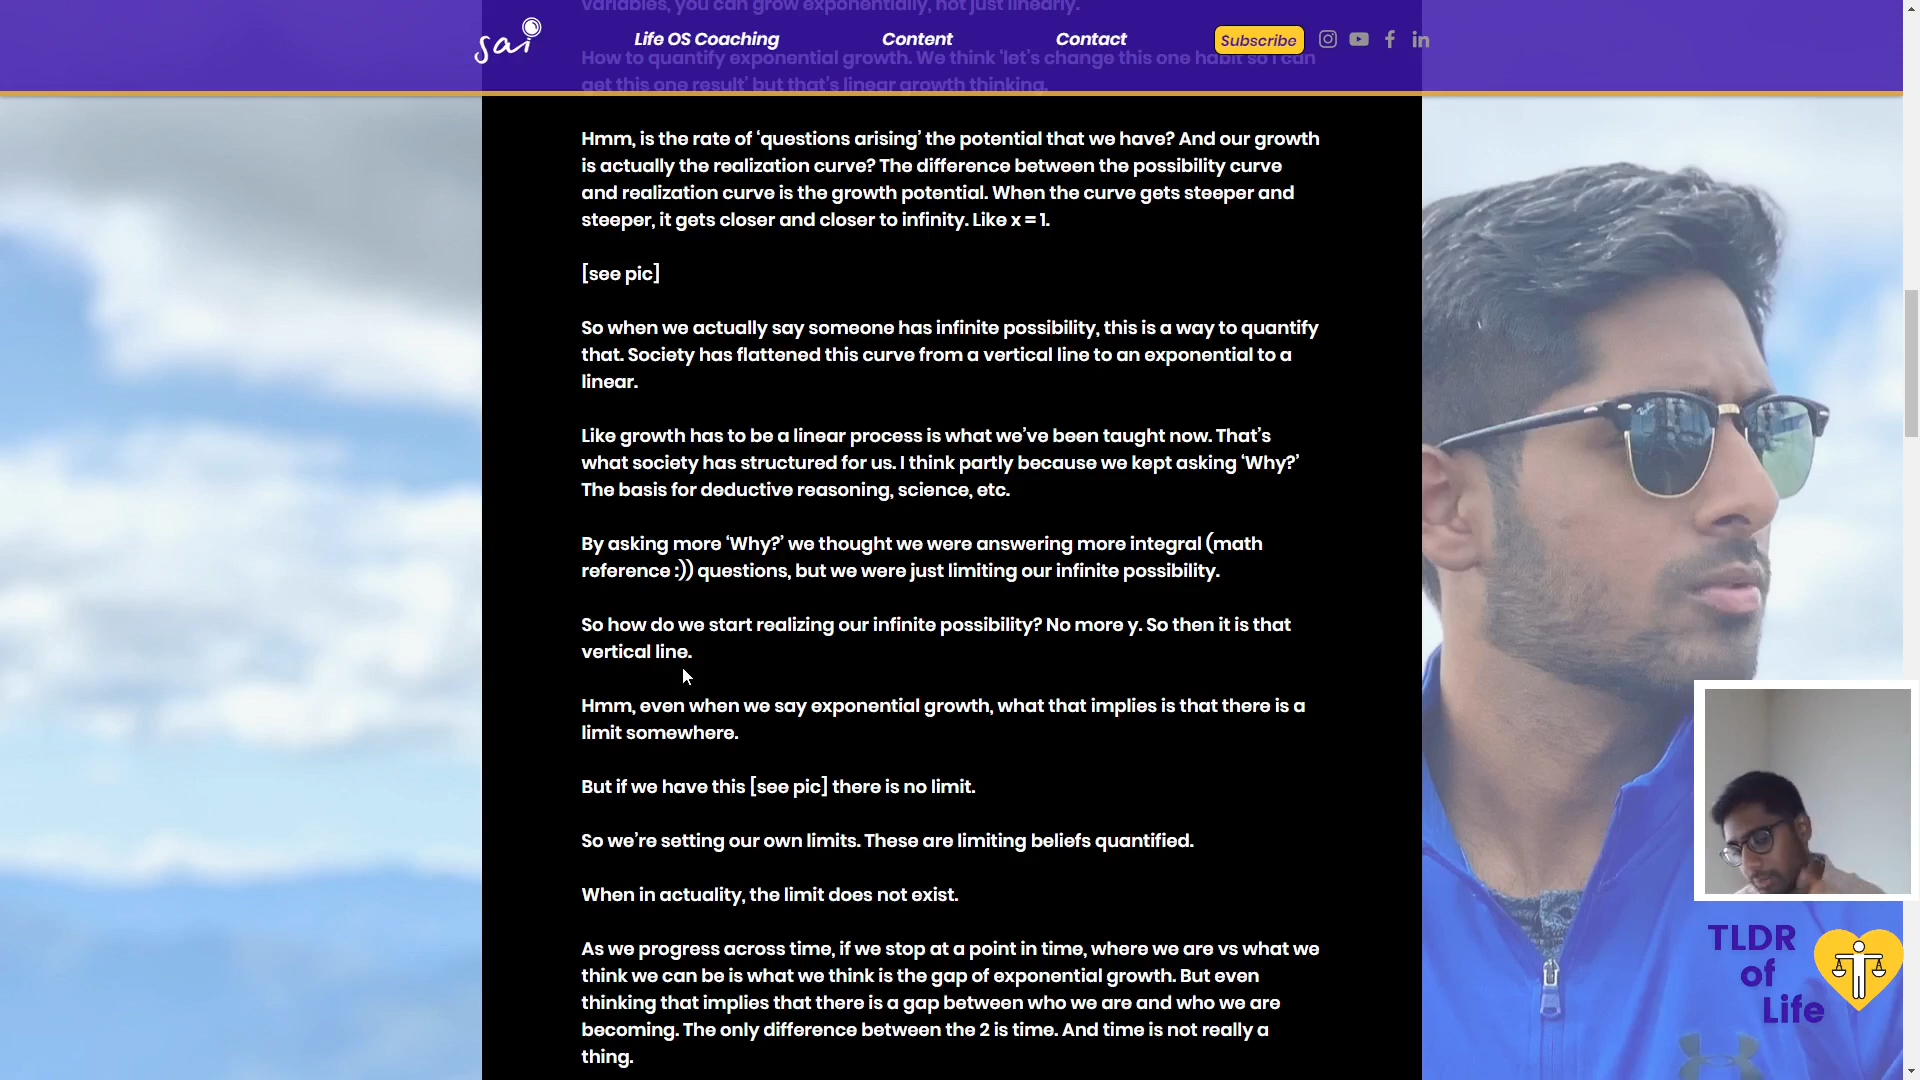 variables, you can grow exponentially, not just linearly.
sai
Life OS Coaching
Content
Contact
Subscribe
How to quantify exponential growth. We think ‘let’s change this one habit so I can
get this one result’ but that’s linear growth thinking.
Hmm, is the rate of ‘questions arising’ the potential that we have? And our growth
is actually the realization curve? The difference between the possibility curve
and realization curve is the growth potential. When the curve gets steeper and
steeper, it gets closer and closer to infinity. Like x = 1.
[see pic]
So when we actually say someone has infinite possibility, this is a way to quantify
that. Society has flattened this curve from a vertical line to an exponential to a
linear.
Like growth has to be a linear process is what we’ve been taught now. That’s
what society has structured for us. I think partly because we kept asking ‘Why?’
The basis for deductive reasoning, science, etc.
By asking more ‘Why?’ we thought we were answering more integral (math
reference :)) questions, but we were just limiting our infinite possibility.
So how do we start realizing our infinite possibility? No more y. So then it is that
vertical line.
Hmm, even when we say exponential growth, what that implies is that there is a
limit somewhere.
But if we have this [see pic] there is no limit.
So we’re setting our own limits. These are limiting beliefs quantified.
When in actuality, the limit does not exist.
As we progress across time, if we stop at a point in time, where we are vs what we
think we can be is what we think is the gap of exponential growth. But even
thinking that implies that there is a gap between who we are and who we are
becoming. The only difference between the 2 is time. And time is not really a
thing.
TLDR
of
Life